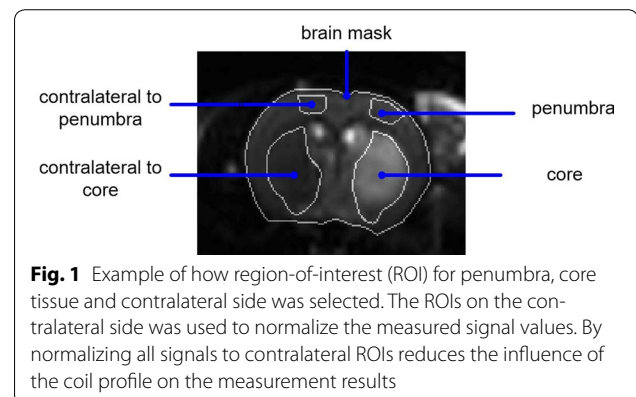 brain mask
contralateral to
penumbra
penumbra
contralateral to
core
core
Fig. 1 Example of how region-of-interest (ROI) for penumbra, core
tissue and contralateral side was selected. The ROIs on the con-
tralateral side was used to normalize the measured signal values. By
normalizing all signals to contralateral ROIs reduces the influence of
the coil profile on the measurement results